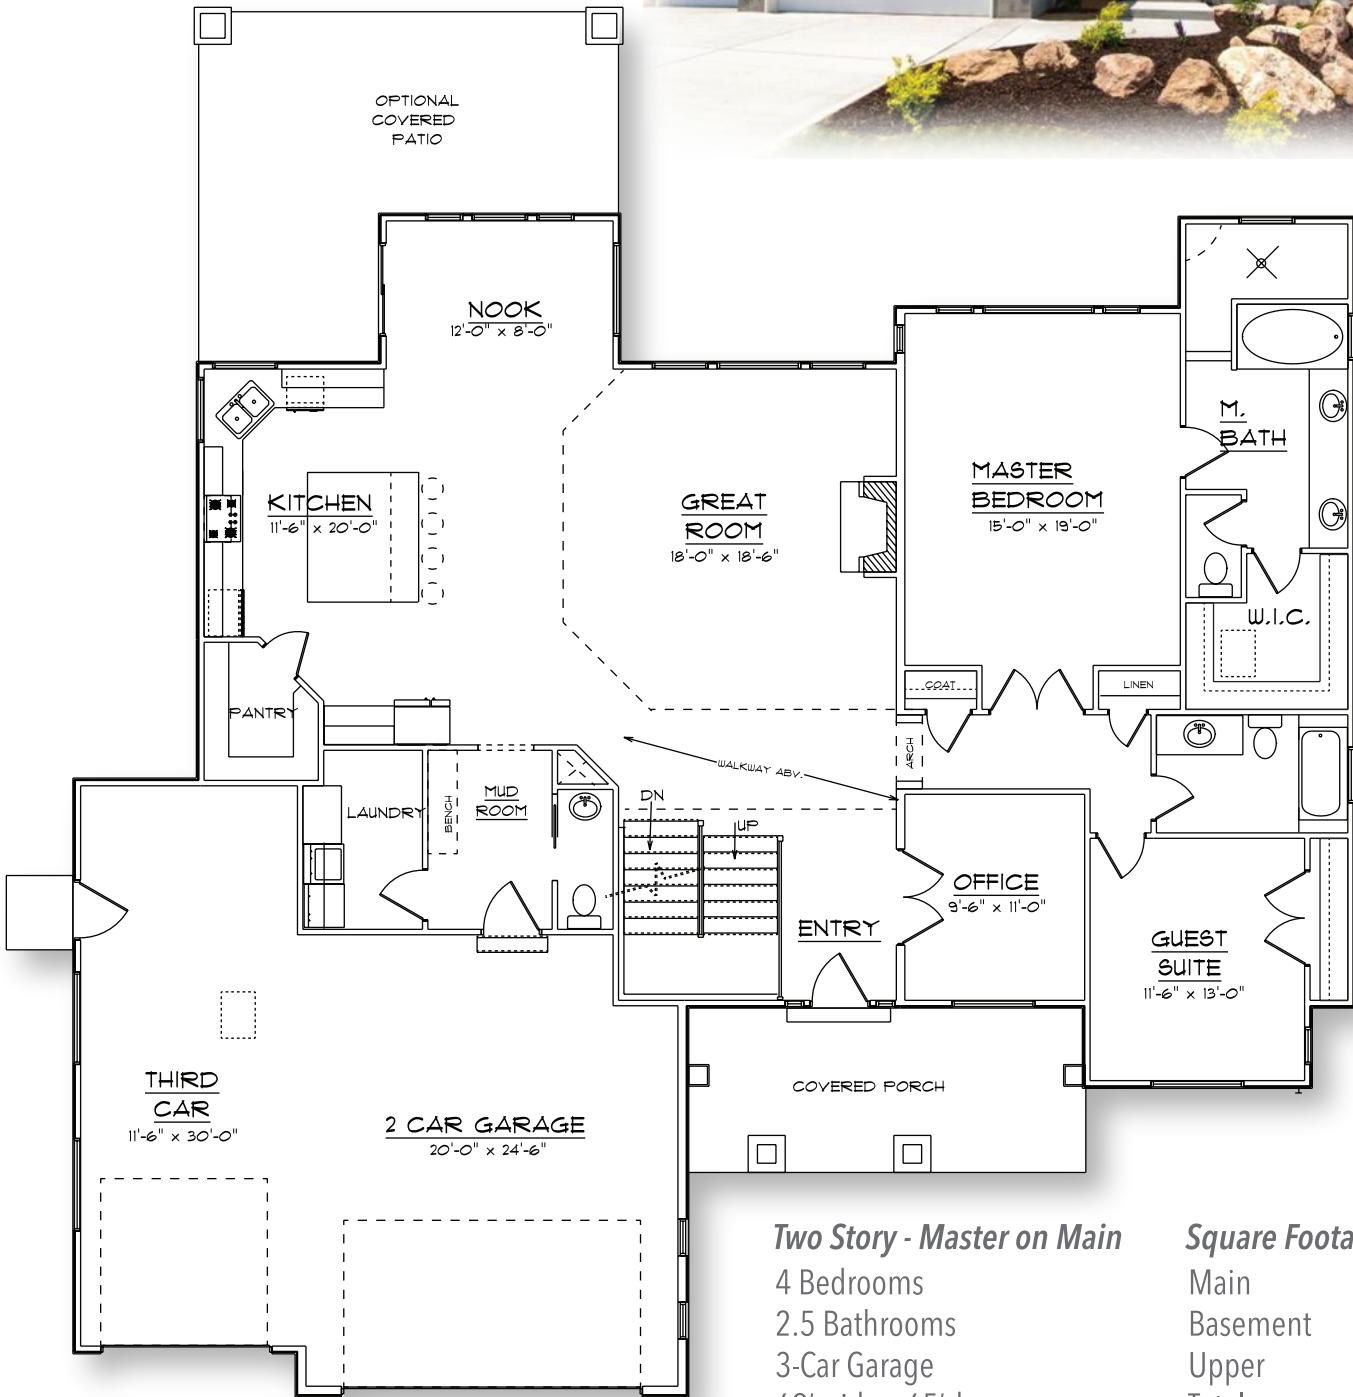 OPTIONAL
COVERED
PATIO
NOOK
12'-0" x 8'-0"
M.
BATH
KITCHEN
11'-6" x 20'-0"
GREAT
ROOM
18'-0" x 18'-6"
MASTER
BEDROOM
15'-0" x 19'-0"
W.I.C.
COAT
LINEN
PANTRY
WALKWAY ABV.
ARCH
LAUNDRY
BENCH
MUD
ROOM
DN
UP
OFFICE
9'-6" x 11'-0"
ENTRY
GUEST
SUITE
11'-6" x 13'-0"
THIRD
CAR
11'-6" x 30'-0"
2 CAR GARAGE
20'-0" x 24'-6"
COVERED PORCH
Two Story - Master on Main
4 Bedrooms
2.5 Bathrooms
3-Car Garage
Square Foota
Main
Basement
Upper